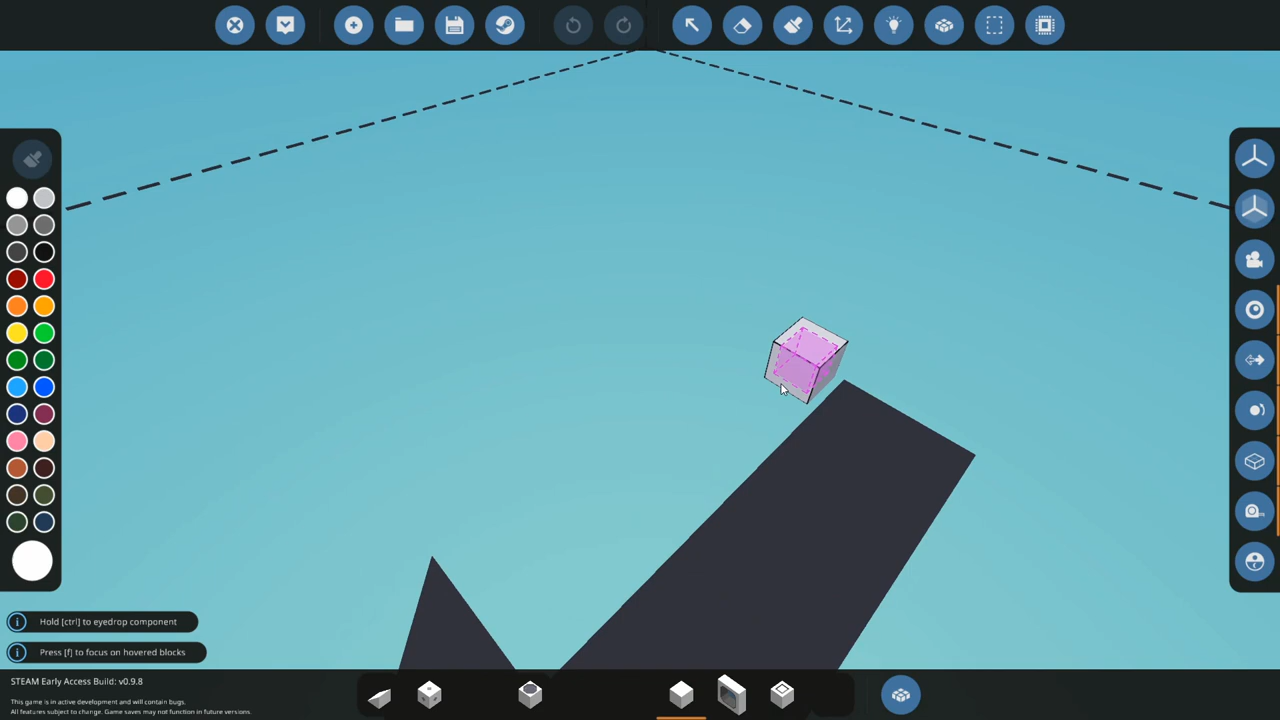 Hold [ctrl] to eyedrop component
Press [f] to focus on hovered blocks
STEAM Early Access Build: v0.9.8
This game is in active development and will contain bugs.
All features subject to change. Game saves may not function in future versions.